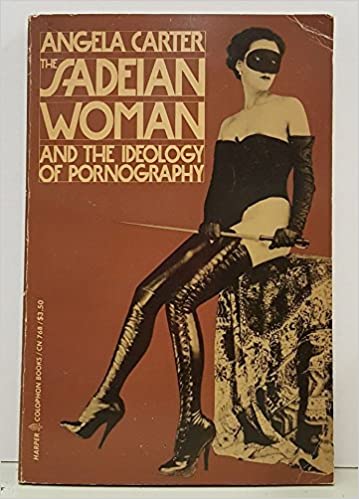 ANGELA CARTER
THE SADEIAN
WOMAN
AND THE IDEOLOGY
OF PORNOGRAPHY
HARPER COLOPHON BOOKS / CN 768 / $3.50